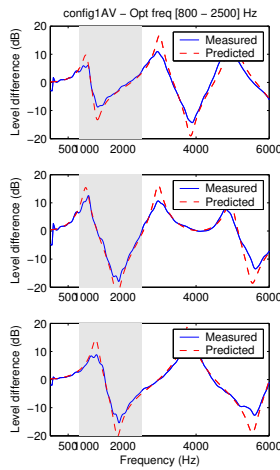 config1AV − Opt freq [800 − 2500] Hz
20
10
0
−10
−20
Level difference (dB)
Measured
Predicted
500 1000 2000 4000 6000
20
10
0
−10
−20
Level difference (dB)
Measured
Predicted
500 1000 2000 4000 6000
20
10
0
−10
−20
Level difference (dB)
Measured
Predicted
500 1000 2000 4000 6000
Frequency (Hz)